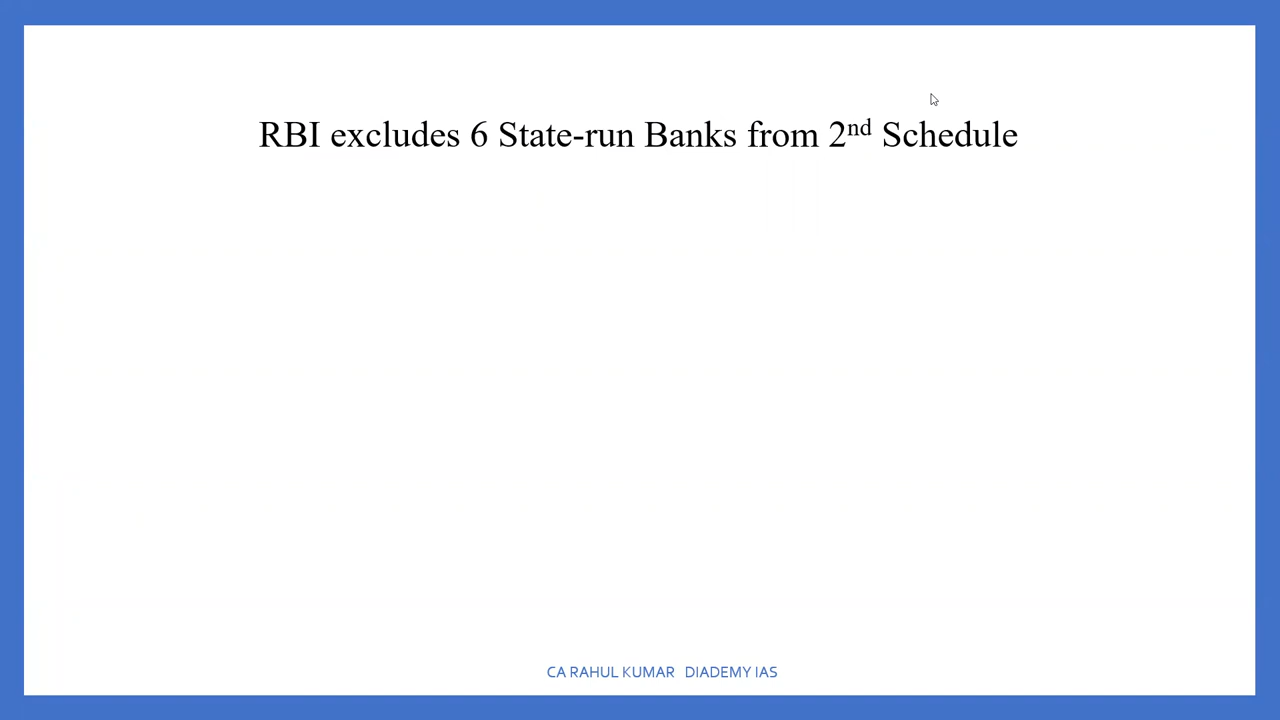 RBI excludes 6 State-run Banks from 2nd Schedule
CA RAHUL KUMAR DIADEMY IAS